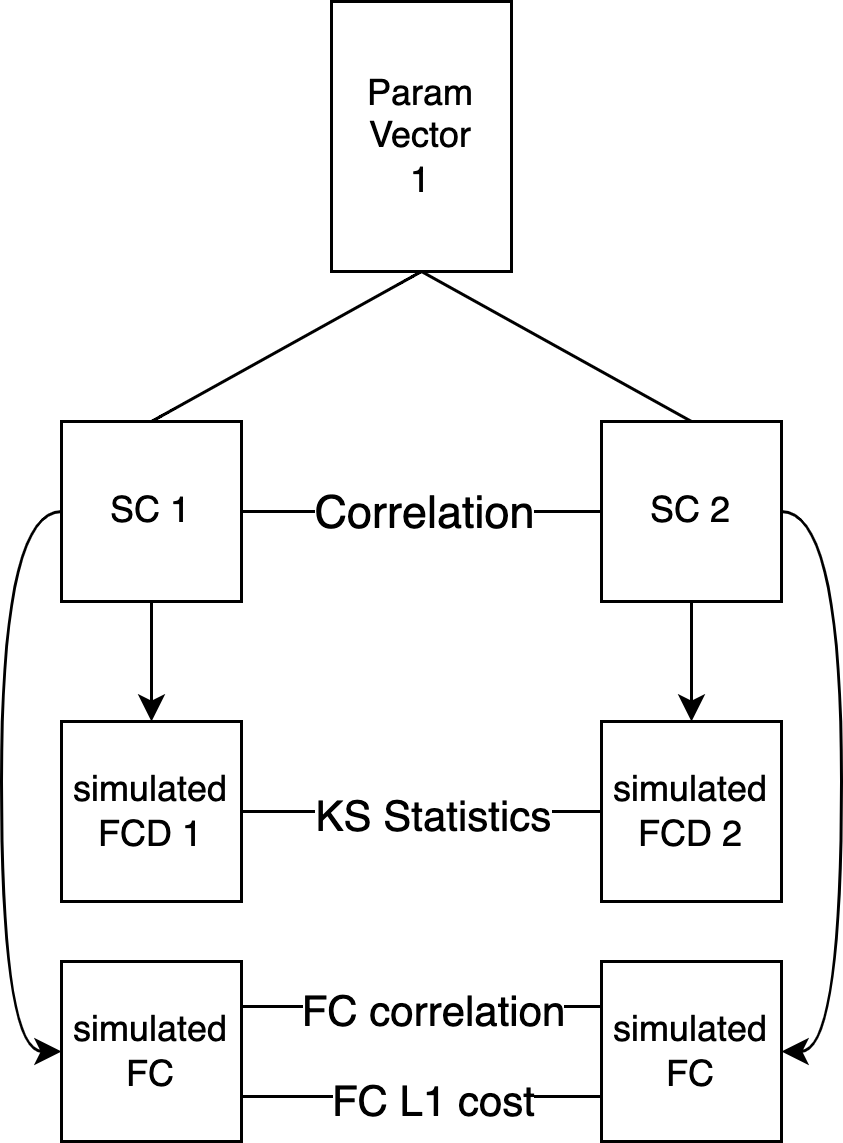 Param
Vector
1
SC 1
Correlation
SC 2
simulated
FCD 1
KS Statistics
simulated
FCD 2
simulated
FC
FC correlation
FC L1 cost
simulated
FC